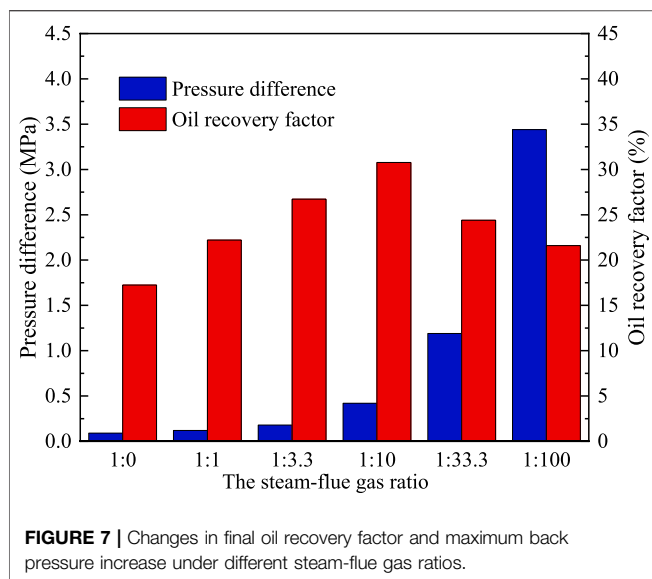 4.5
4.0
3.5
3.0
2.5
2.0
1.5
1.0
0.5
0.0
Pressure difference (MPa)
Pressure difference
Oil recovery factor
45
40
35
30
25
20
15
10
5
0
Oil recovery factor (%)
1:0 1:1 1:3.3 1:10 1:33.3 1:100
The steam-flue gas ratio
FIGURE 7 | Changes in final oil recovery factor and maximum back
pressure increase under different steam-flue gas ratios.